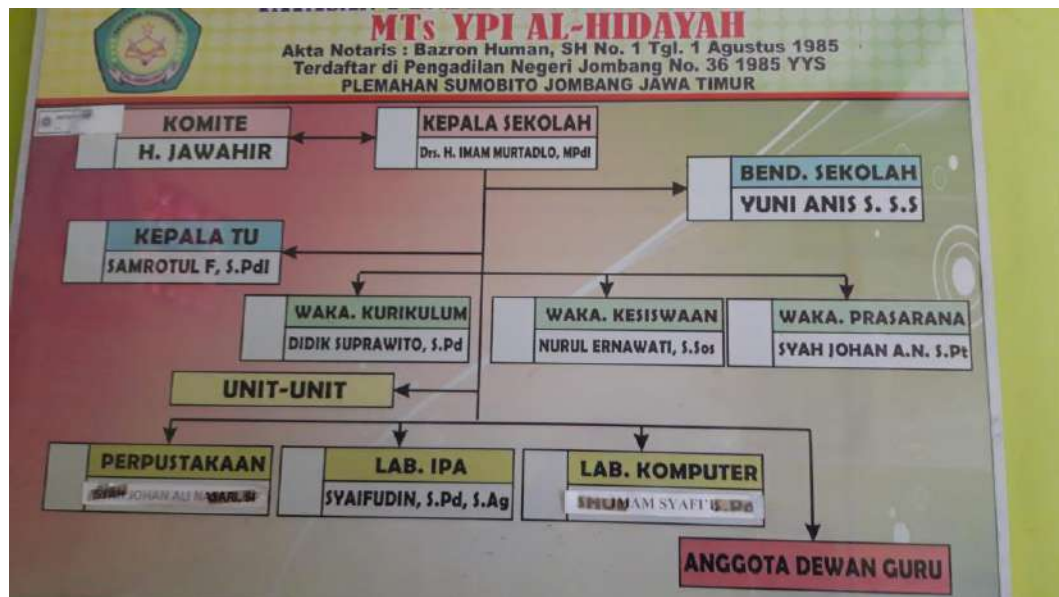 MTs YPI AL-HIDAYAH
Akta Notaris : Bazron Human, SH No. 1 Tgl. 1 Agustus 1985
Terdaftar di Pengadilan Negeri Jombang No. 36 1985 YYS
PLEMAHAN SUMOBITO JOMBANG JAWA TIMUR
KOMITE
H. JAWAHIR
KEPALA SEKOLAH
Drs. H. IMAM MURTADLO, MPdI
BEND. SEKOLAH
YUNI ANIS S. S.S
KEPALA TU
SAMROTUL F, S.PdI
WAKA. KURIKULUM
DIDIK SUPRAWITO, S.Pd
WAKA. KESISWAAN
NURUL ERNAWATI, S.Sos
WAKA. PRASARANA
SYAH JOHAN A.N. S.Pt
UNIT-UNIT
PERPUSTAKAAN
JOHAN ALI
LAB. IPA
SYAIFUDIN, S.Pd, S.Ag
LAB. KOMPUTER
ANGGOTA DEWAN GURU